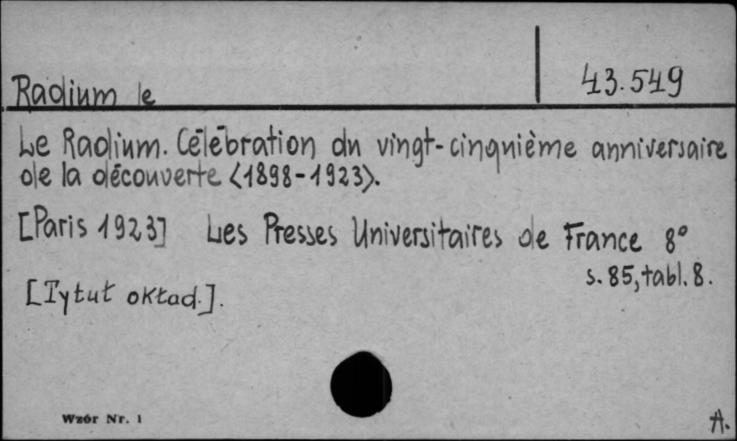 Radium le
43.549
Le Radium. Célébration du vingt-cinquième anniversaire
de la découverte <1898-1923>.
[Paris 1923] Les Presses Universitaires de France 8°
s. 85, tabl. 8.
[Tytuł okład.].
Wzór Nr. 1
A.